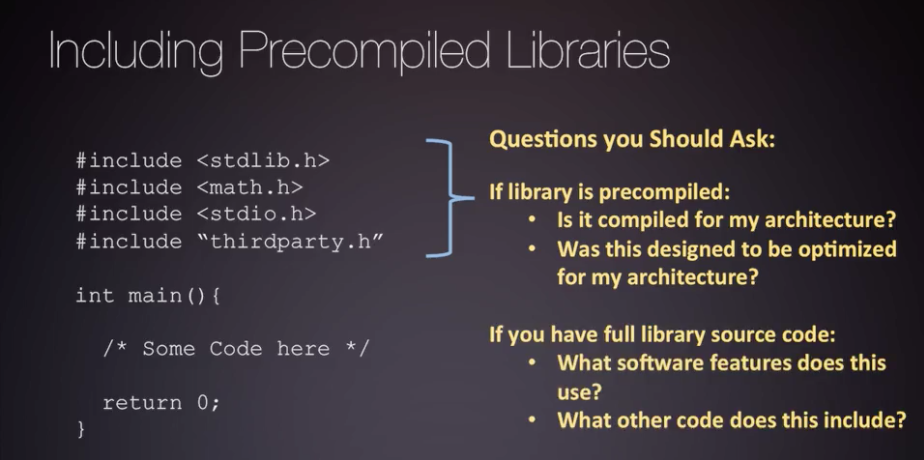 Including Precompiled Libraries
#include <stdlib.h>
#include <math.h>
#include <stdio.h>
#include “thirdparty.h”
int main(){
/* Some Code here */
return 0;
}
Questions you Should Ask:
If library is precompiled:
• Is it compiled for my architecture?
• Was this designed to be optimized
for my architecture?
If you have full library source code:
• What software features does this
use?
• What other code does this include?